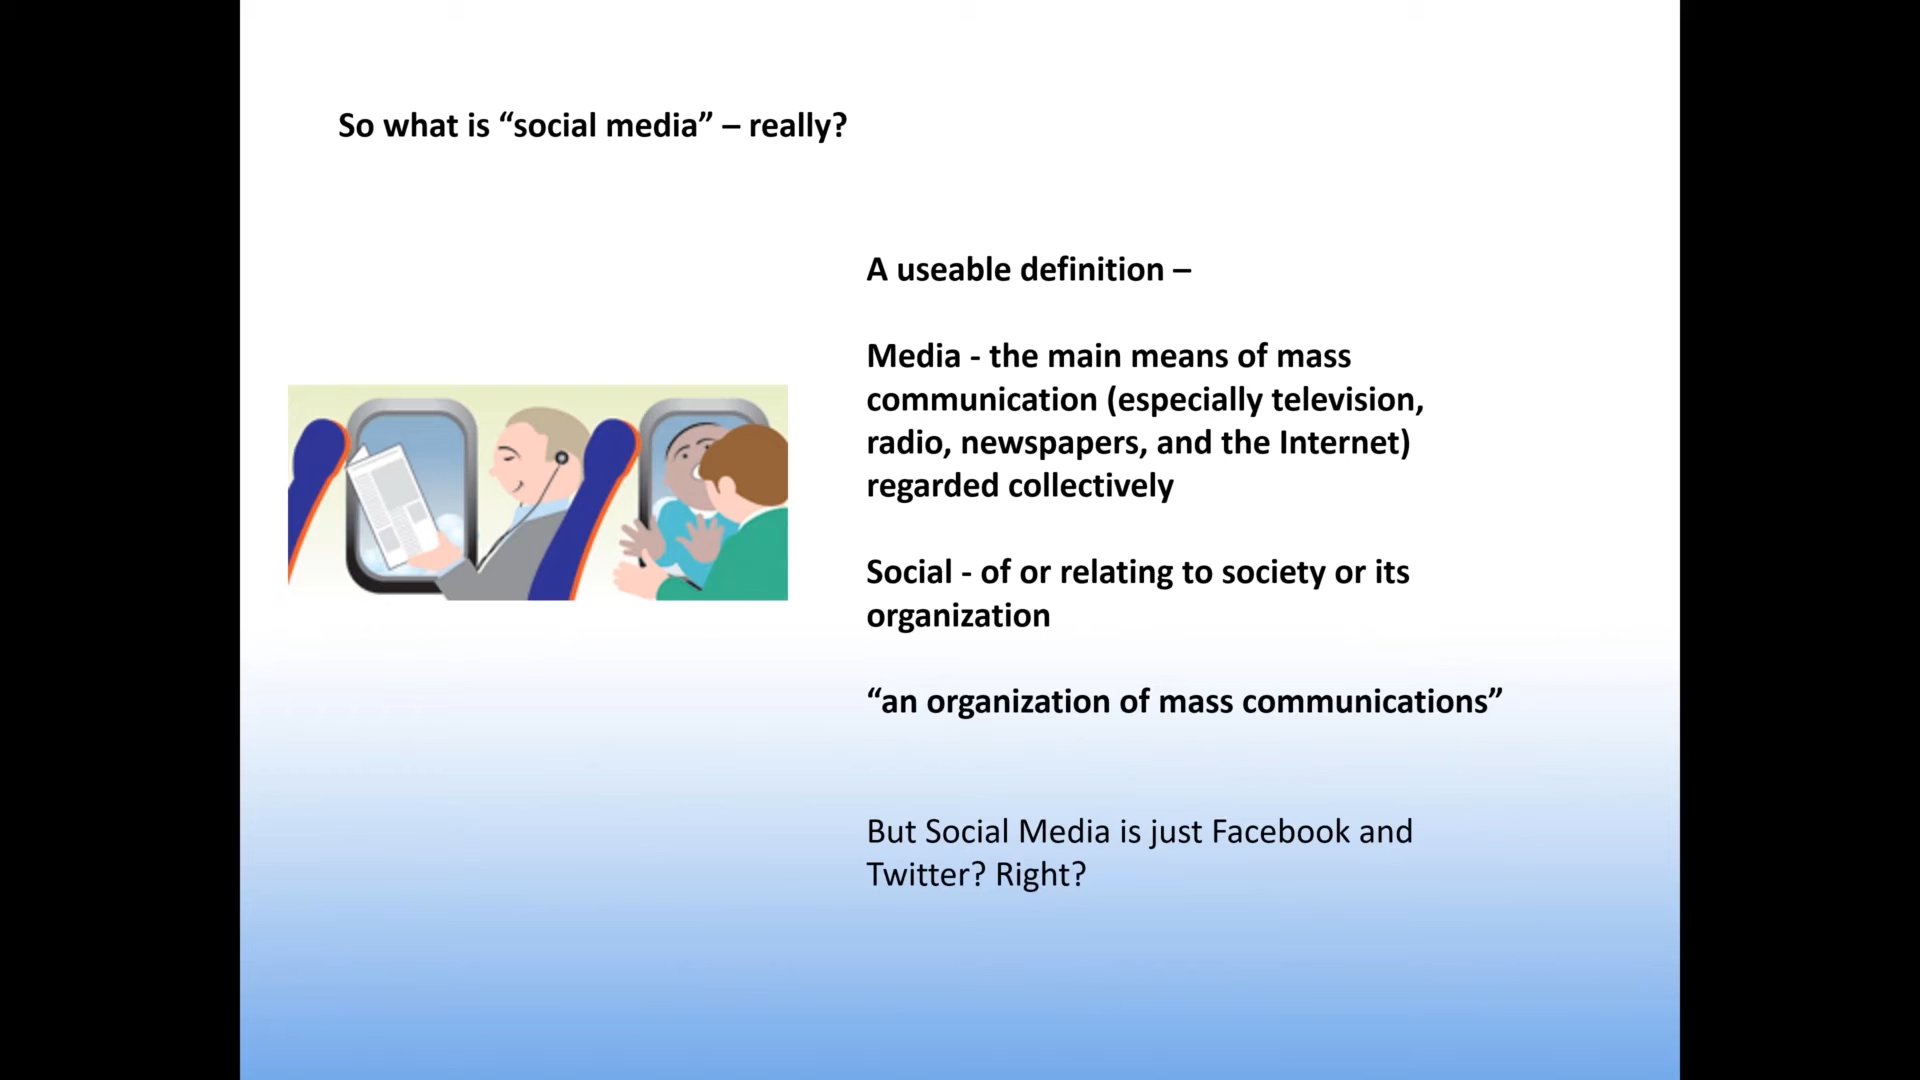 So what is “social media” – really?
A useable definition –
Media - the main means of mass
communication (especially television,
radio, newspapers, and the Internet)
regarded collectively
Social - of or relating to society or its
organization
“an organization of mass communications”
But Social Media is just Facebook and
Twitter? Right?